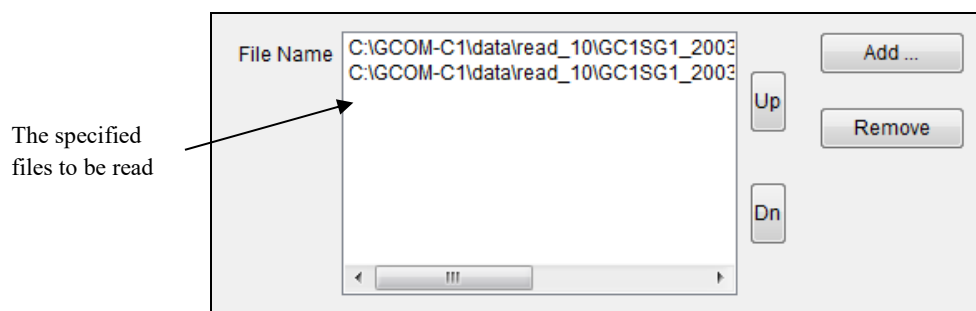 File Name
C:\GCOM-C1\data\read_10\GC1SG1_2003
C:\GCOM-C1\data\read_10\GC1SG1_2003
Add ...
Up
Remove
Dn
The specified
files to be read